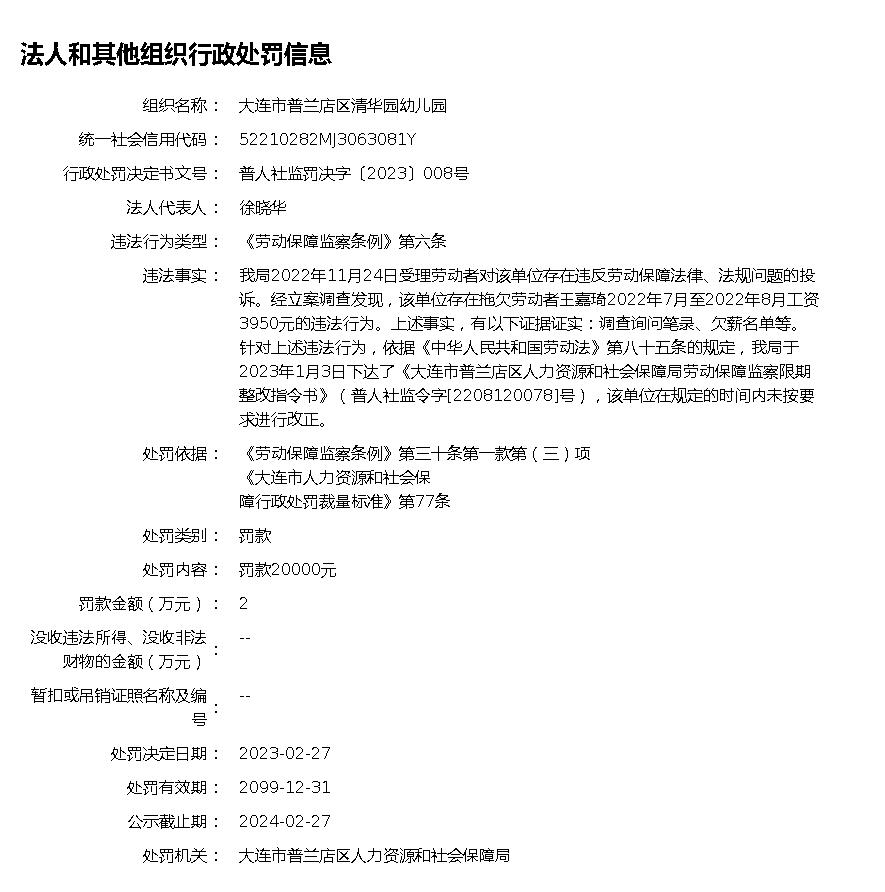 法人和其他组织行政处罚信息
组织名称： 大连市普兰店区清华园幼儿园
统一社会信用代码： 52210282MJ3063081Y
行政处罚决定书文号： 普人社监罚决字〔2023〕008号
法人代表人： 徐晓华
违法行为类型： 《劳动保障监察条例》第六条
违法事实： 我局2022年11月24日受理劳动者对该单位存在违反劳动保障法律、法规问题的投
诉。经立案调查发现，该单位存在拖欠劳动者王嘉琦2022年7月至2022年8月工资
3950元的违法行为。上述事实，有以下证据证实：调查询问笔录、欠薪名单等。
针对上述违法行为，依据《中华人民共和国劳动法》第八十五条的规定，我局于
2023年1月3日下达了《大连市普兰店区人力资源和社会保障局劳动保障监察限期
整改指令书》（普人社监令字[2208120078]号），该单位在规定的时间内未按要
求进行改正。
处罚依据： 《劳动保障监察条例》第三十条第一款第（三）项
《大连市人力资源和社会保
障行政处罚裁量标准》第77条
处罚类别： 罚款
处罚内容： 罚款20000元
罚款金额（万元）： 2
没收违法所得、没收非法
财物的金额（万元）： --
暂扣或吊销证照名称及编
号： --
处罚决定日期： 2023-02-27
处罚有效期： 2099-12-31
公示截止期： 2024-02-27
处罚机关： 大连市普兰店区人力资源和社会保障局